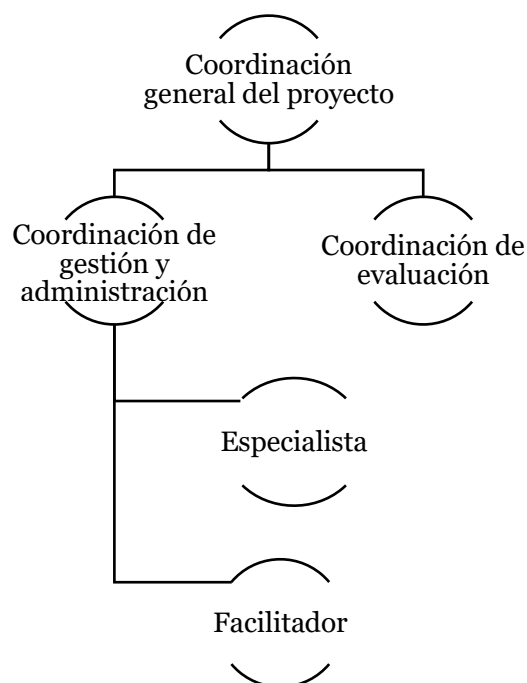 Coordinación
general del proyecto
Coordinación de
gestión y
administración
Coordinación de
evaluación
Especialista
Facilitador